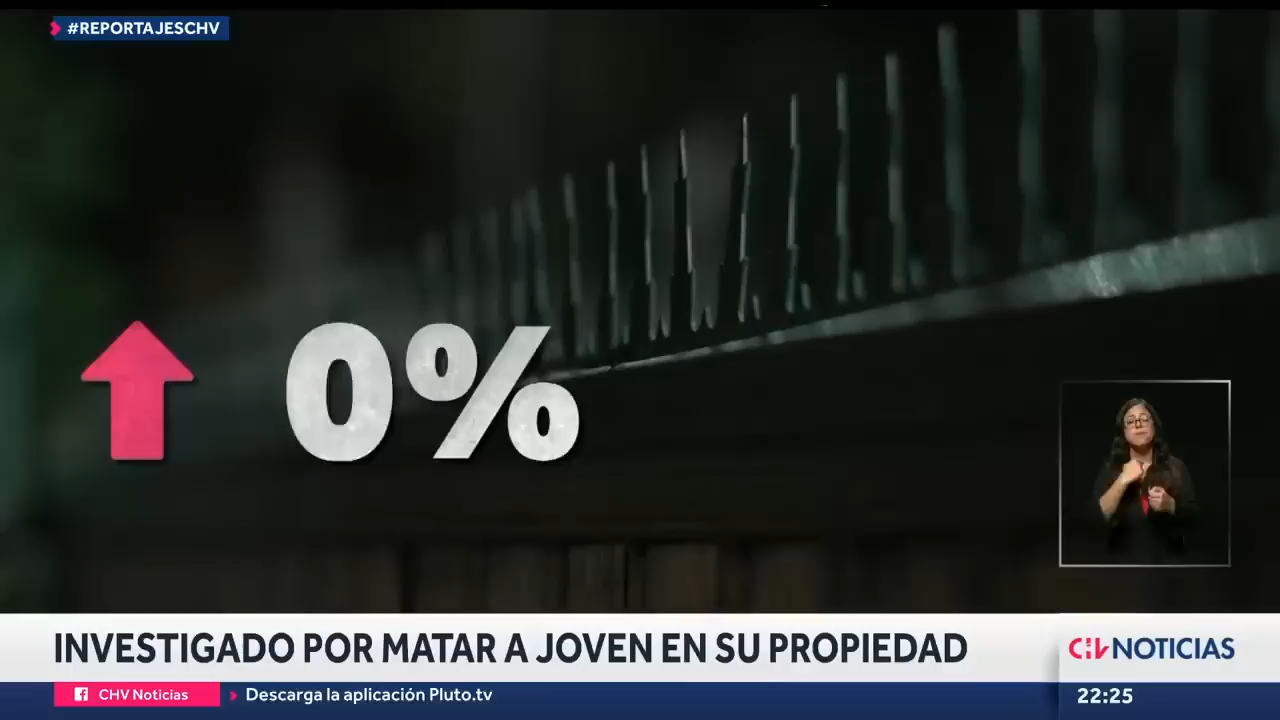 #REPORTAJESCHV
0%
INVESTIGADO POR MATAR A JOVEN EN SU PROPIEDAD
CHV NOTICIAS
CHV Noticias
Descarga la aplicación Pluto.tv
22:25